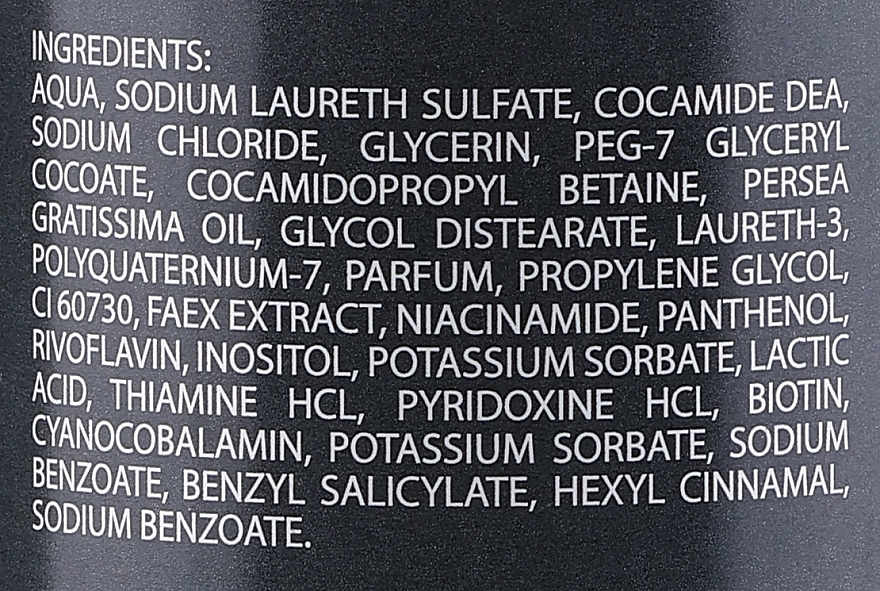 INGREDIENTS:
AQUA, SODIUM LAURETH SULFATE, COCAMIDE DEA,
SODIUM CHLORIDE, GLYCERIN, PEG-7 GLYCERYL
COCOATE, COCAMIDOPROPYL BETAINE, PERSEA
GRATISSIMA OIL, GLYCOL DISTEARATE, LAURETH-3,
POLYQUATERNIUM-7, PARFUM, PROPYLENE GLYCOL,
CI 60730, FAEX EXTRACT, NIACINAMIDE, PANTHENOL,
RIVOFLAVIN, INOSITOL, POTASSIUM SORBATE, LACTIC
ACID, THIAMINE HCL, PYRIDOXINE HCL, BIOTIN,
CYANOCOBALAMIN, POTASSIUM SORBATE, SODIUM
BENZOATE, BENZYL SALICYLATE, HEXYL CINNAMAL,
SODIUM BENZOATE.